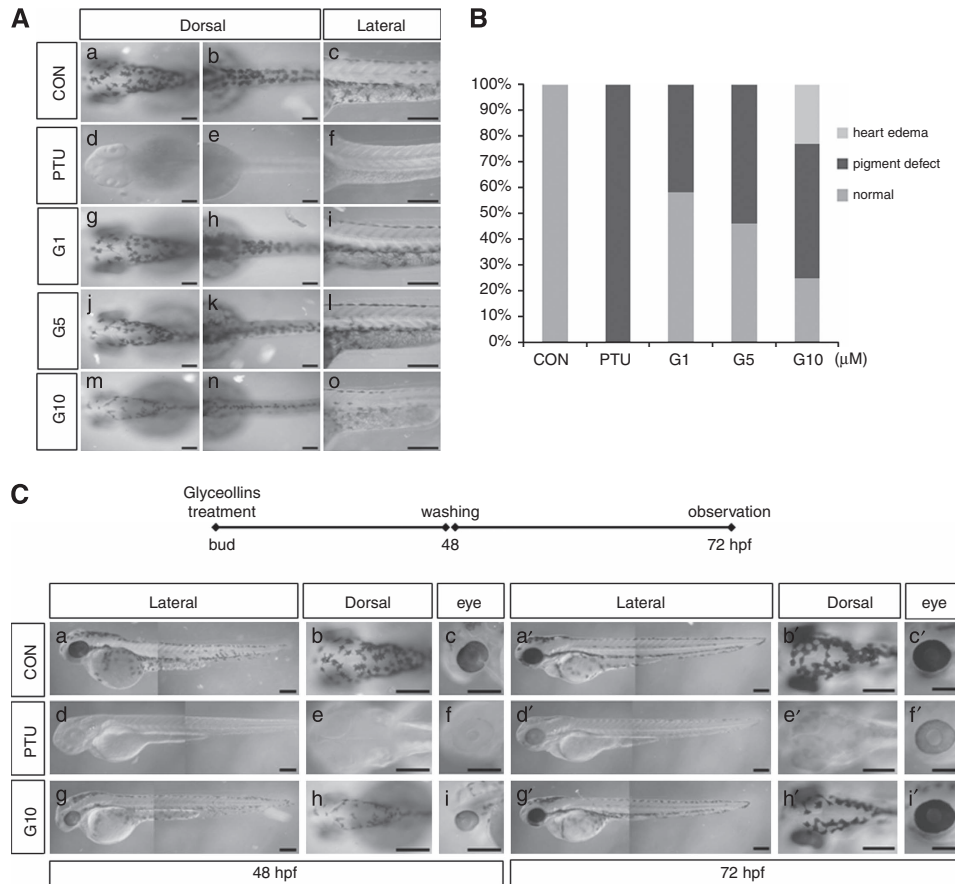 A
Dorsal Lateral
CON
a b c
PTU
d e f
G1
g h i
G5
j k l
G10
m n o
B
100%
90%
80%
70%
60%
50%
40%
30%
20%
10%
0%
CON PTU G1 G5 G10 (μM)
heart edema
pigment defect
normal
C
Glyceollins
treatment washing observation
bud 48 72 hpf
Lateral Dorsal eye Lateral Dorsal eye
CON
a b c a′ b′ c′
PTU
d e f d′ e′ f′
G10
g h i g′ h′ i′
48 hpf 72 hpf